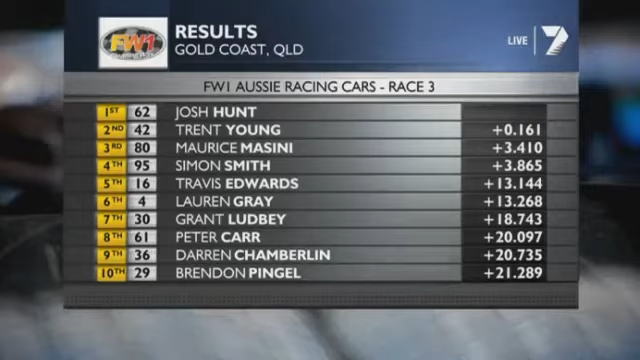 FW1
RESULTS
GOLD COAST, QLD
LIVE
7
FW1 AUSSIE RACING CARS - RACE 3
1ST 62 JOSH HUNT
2ND 42 TRENT YOUNG +0.161
3RD 80 MAURICE MASINI +3.410
4TH 95 SIMON SMITH +3.865
5TH 16 TRAVIS EDWARDS +13.144
6TH 4 LAUREN GRAY +13.268
7TH 30 GRANT LUDBEY +18.743
8TH 61 PETER CARR +20.097
9TH 36 DARREN CHAMBERLIN +20.735
10TH 29 BRENDON PINGEL +21.289